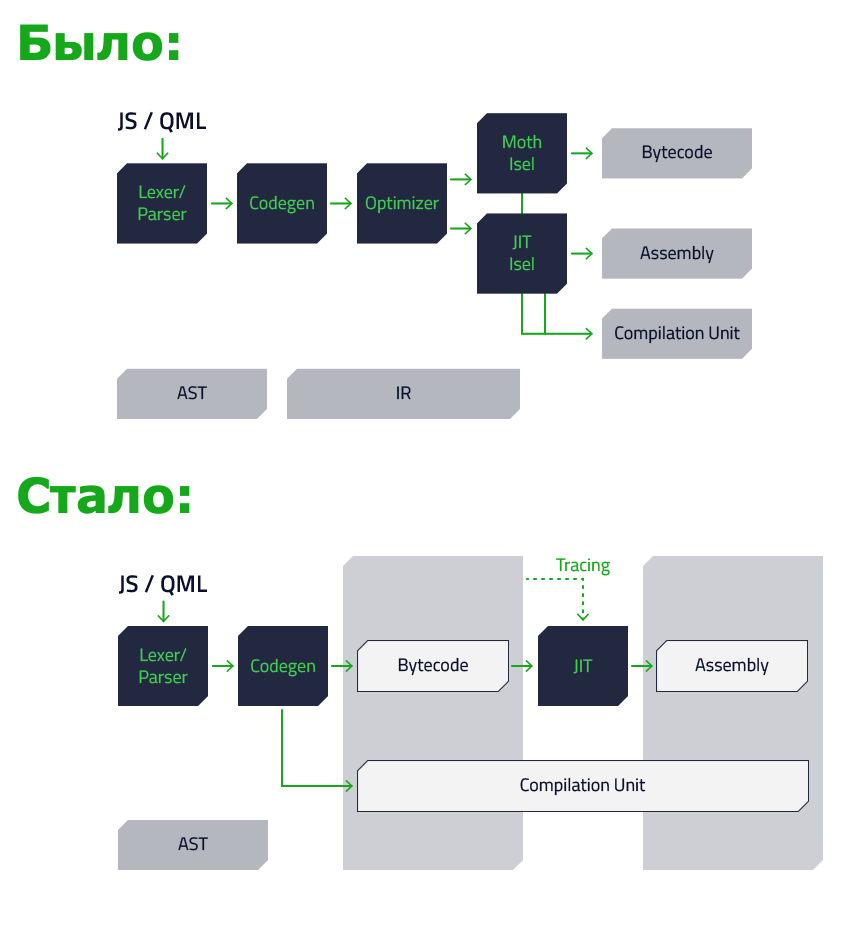 Было:
JS / QML
Lexer/
Parser
Codegen
Optimizer
Moth
Isel
Bytecode
JIT
Isel
Assembly
Compilation Unit
AST
IR
Стало:
JS / QML
Tracing
Lexer/
Parser
Codegen
Bytecode
JIT
Assembly
Compilation Unit
AST